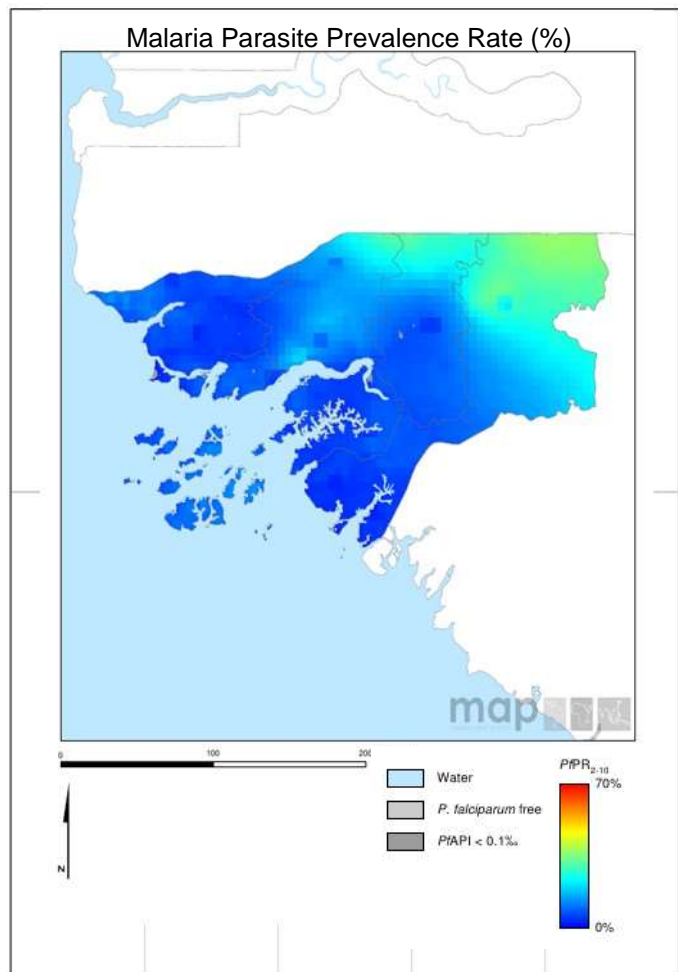 Malaria Parasite Prevalence Rate (%)
map
0 100 200
Water
P. falciparum free
PfAPI < 0.1‰
N
PfPR2-10
70%
0%